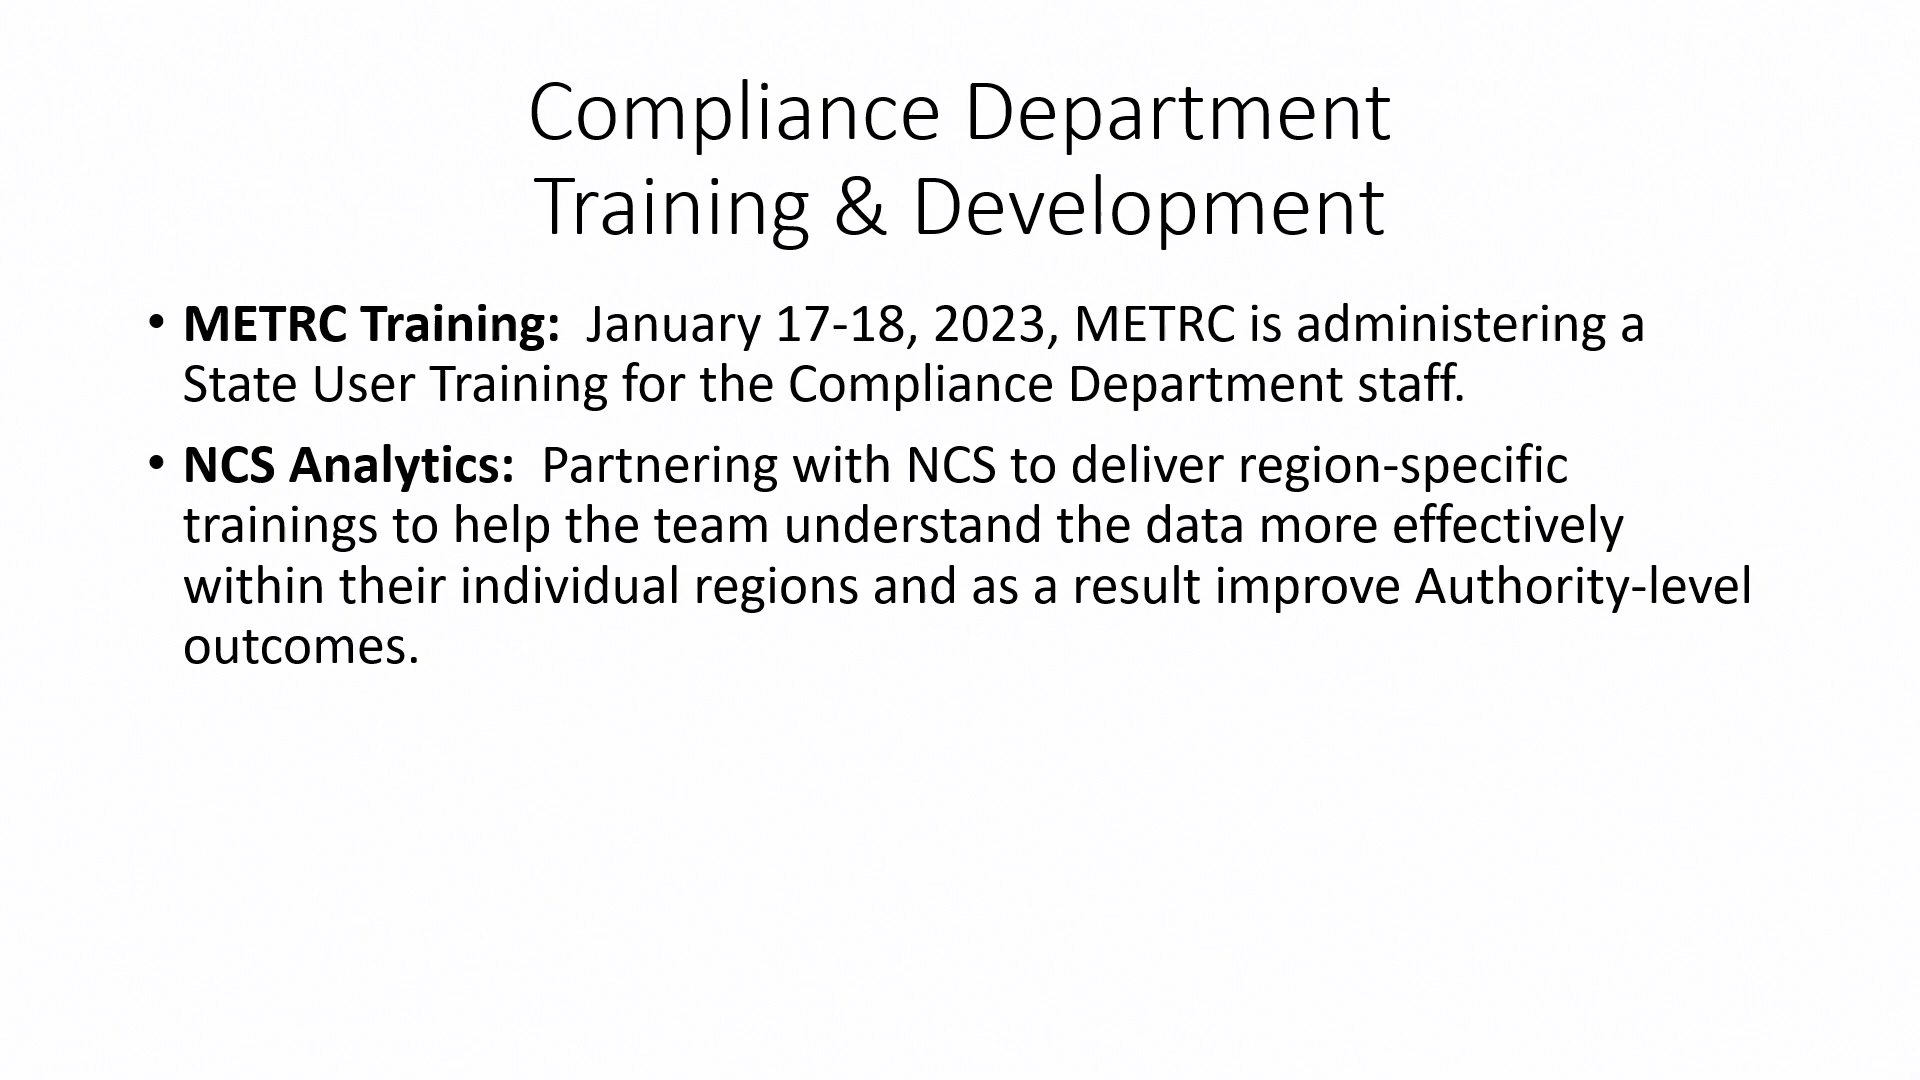 Compliance Department
Training & Development
• METRC Training:  January 17-18, 2023, METRC is administering a
State User Training for the Compliance Department staff.
• NCS Analytics:  Partnering with NCS to deliver region-specific
trainings to help the team understand the data more effectively
within their individual regions and as a result improve Authority-level
outcomes.